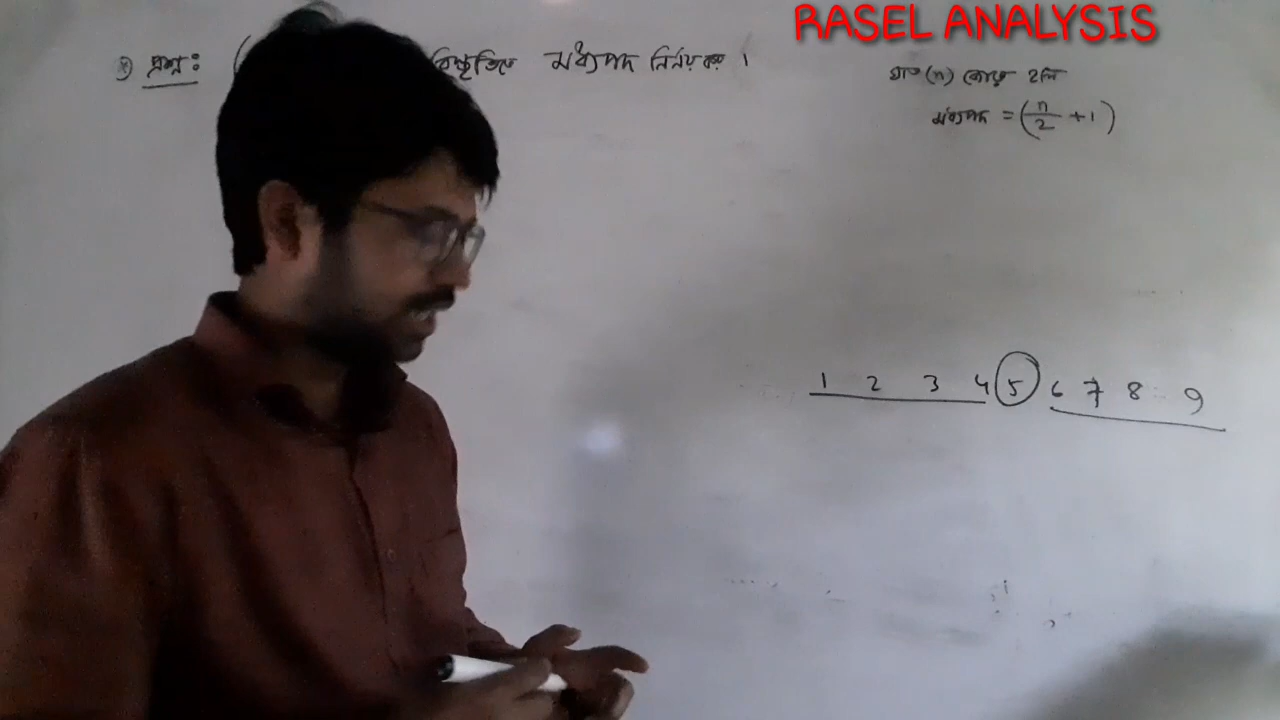 RASEL ANALYSIS
প্রশ্ন: ( বিস্তৃতিতে মধ্যপদ নির্ণয় কর ।
ঘাত (n) জোড় হলে
মধ্যপদ = (n/2 + 1)
1 2 3 4 5 6 7 8 9